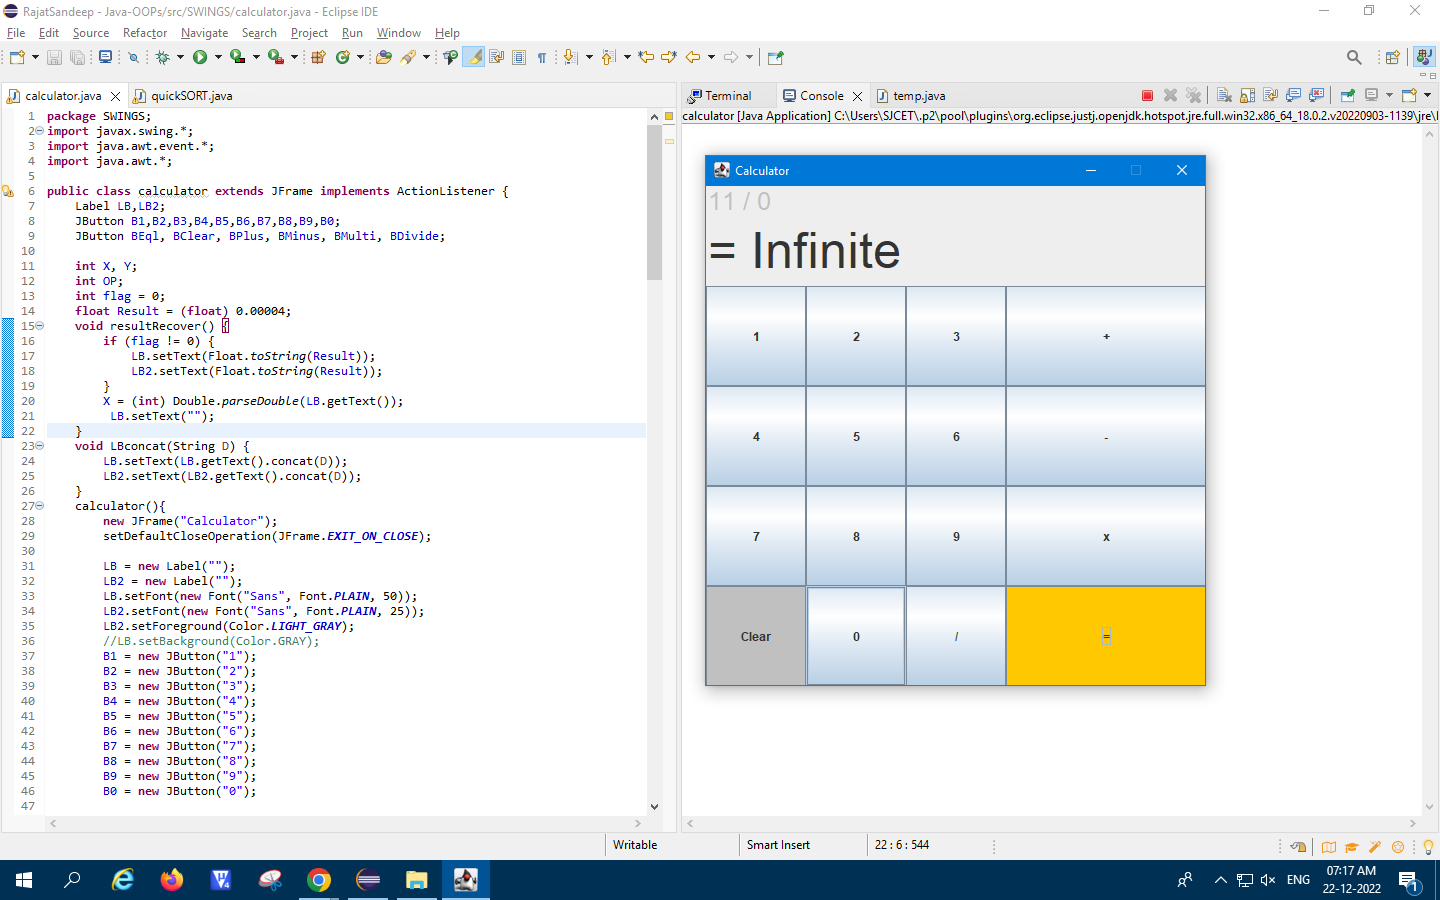 RajatSandeep - Java-OOPs/src/SWINGS/calculator.java - Eclipse IDE
File Edit Source Refactor Navigate Search Project Run Window Help
calculator.java quickSORT.java
1 package SWINGS;
2 import javax.swing.*;
3 import java.awt.event.*;
4 import java.awt.*;
5
6 public class calculator extends JFrame implements ActionListener {
7 Label LB,LB2;
8 JButton B1,B2,B3,B4,B5,B6,B7,B8,B9,B0;
9 JButton BEql, BClear, BPlus, BMinus, BMulti, BDivide;
10
11 int X, Y;
12 int OP;
13 int flag = 0;
14 float Result = (float) 0.00004;
15 void resultRecover() {
16 if (flag != 0) {
17 LB.setText(Float.toString(Result));
18 LB2.setText(Float.toString(Result));
19 }
20 X = (int) Double.parseDouble(LB.getText());
21 LB.setText("");
22 }
23 void LBconcat(String D) {
24 LB.setText(LB.getText().concat(D));
25 LB2.setText(LB2.getText().concat(D));
26 }
27 calculator(){
28 new JFrame("Calculator");
29 setDefaultCloseOperation(JFrame.EXIT_ON_CLOSE);
30
31 LB = new Label("");
32 LB2 = new Label("");
33 LB.setFont(new Font("Sans", Font.PLAIN, 50));
34 LB2.setFont(new Font("Sans", Font.PLAIN, 25));
35 LB2.setForeground(Color.LIGHT_GRAY);
36 //LB.setBackground(Color.GRAY);
37 B1 = new JButton("1");
38 B2 = new JButton("2");
39 B3 = new JButton("3");
40 B4 = new JButton("4");
41 B5 = new JButton("5");
42 B6 = new JButton("6");
43 B7 = new JButton("7");
44 B8 = new JButton("8");
45 B9 = new JButton("9");
46 B0 = new JButton("0");
47
Terminal Console temp.java
calculator [Java Application] C:\Users\SJCET\.p2\pool\plugins\org.eclipse.justj.openjdk.hotspot.jre.full.win32.x86_64_18.0.2.v20220903-1139\jre\
Calculator
11 / 0
= Infinite
1 2 3 +
4 5 6 -
7 8 9 x
Clear 0 / =
Writable Smart Insert 22 : 6 : 544
ENG 07:17 AM
22-12-2022
1